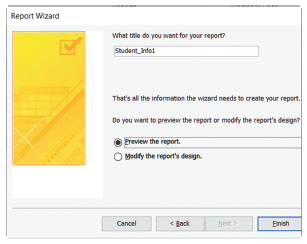 Report Wizard
What title do you want for your report?
Student_Info1
That's all the information the wizard needs to create your report.
Do you want to preview the report or modify the report's design?
Preview the report.
Modify the report's design.
Cancel
< Back
Next >
Finish